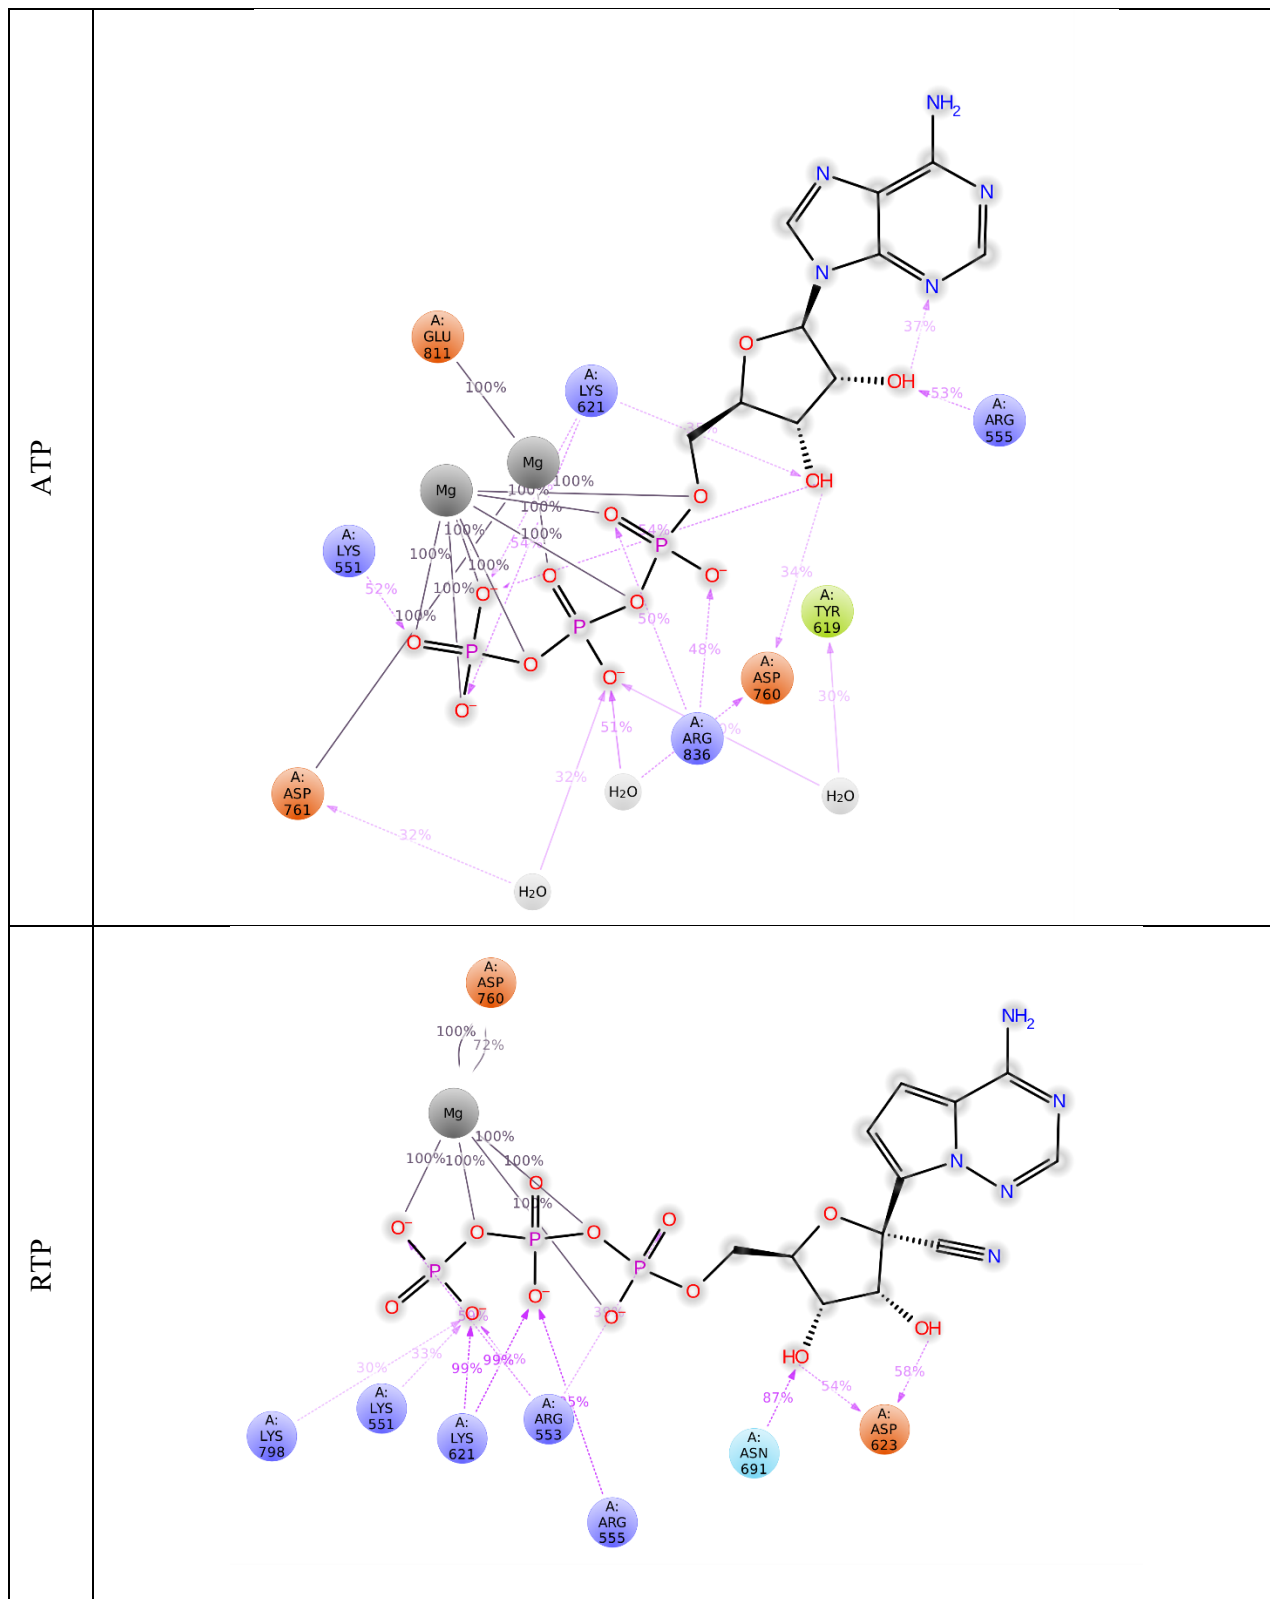 ATP
NH2
N
N
N
N
37%
O
OH
53%
A:
ARG
555
A:
GLU
811
100%
A:
LYS
621
Mg
Mg
100%
100%
100%
100%
100%
100%
100%
100%
100%
54%
54%
OH
O
O
P
O⁻
34%
A:
LYS
551
52%
O
O⁻
O
50%
48%
A:
TYR
619
O
P
O
P
O⁻
O⁻
A:
ASP
760
30%
51%
A:
ARG
836
32%
H2O
H2O
A:
ASP
761
32%
H2O
RTP
A:
ASP
760
100%
72%
Mg
NH2
N
N
N
100%
100%
100%
100%
100%
O
O
O
N
O⁻
O
P
O
P
P
O
O⁻
O⁻
O
O⁻
OH
HO
58%
30%
33%
99%
99%
54%
87%
A:
LYS
798
A:
LYS
551
A:
LYS
621
A:
ARG
553
A:
ASN
691
A:
ASP
623
A:
ARG
555